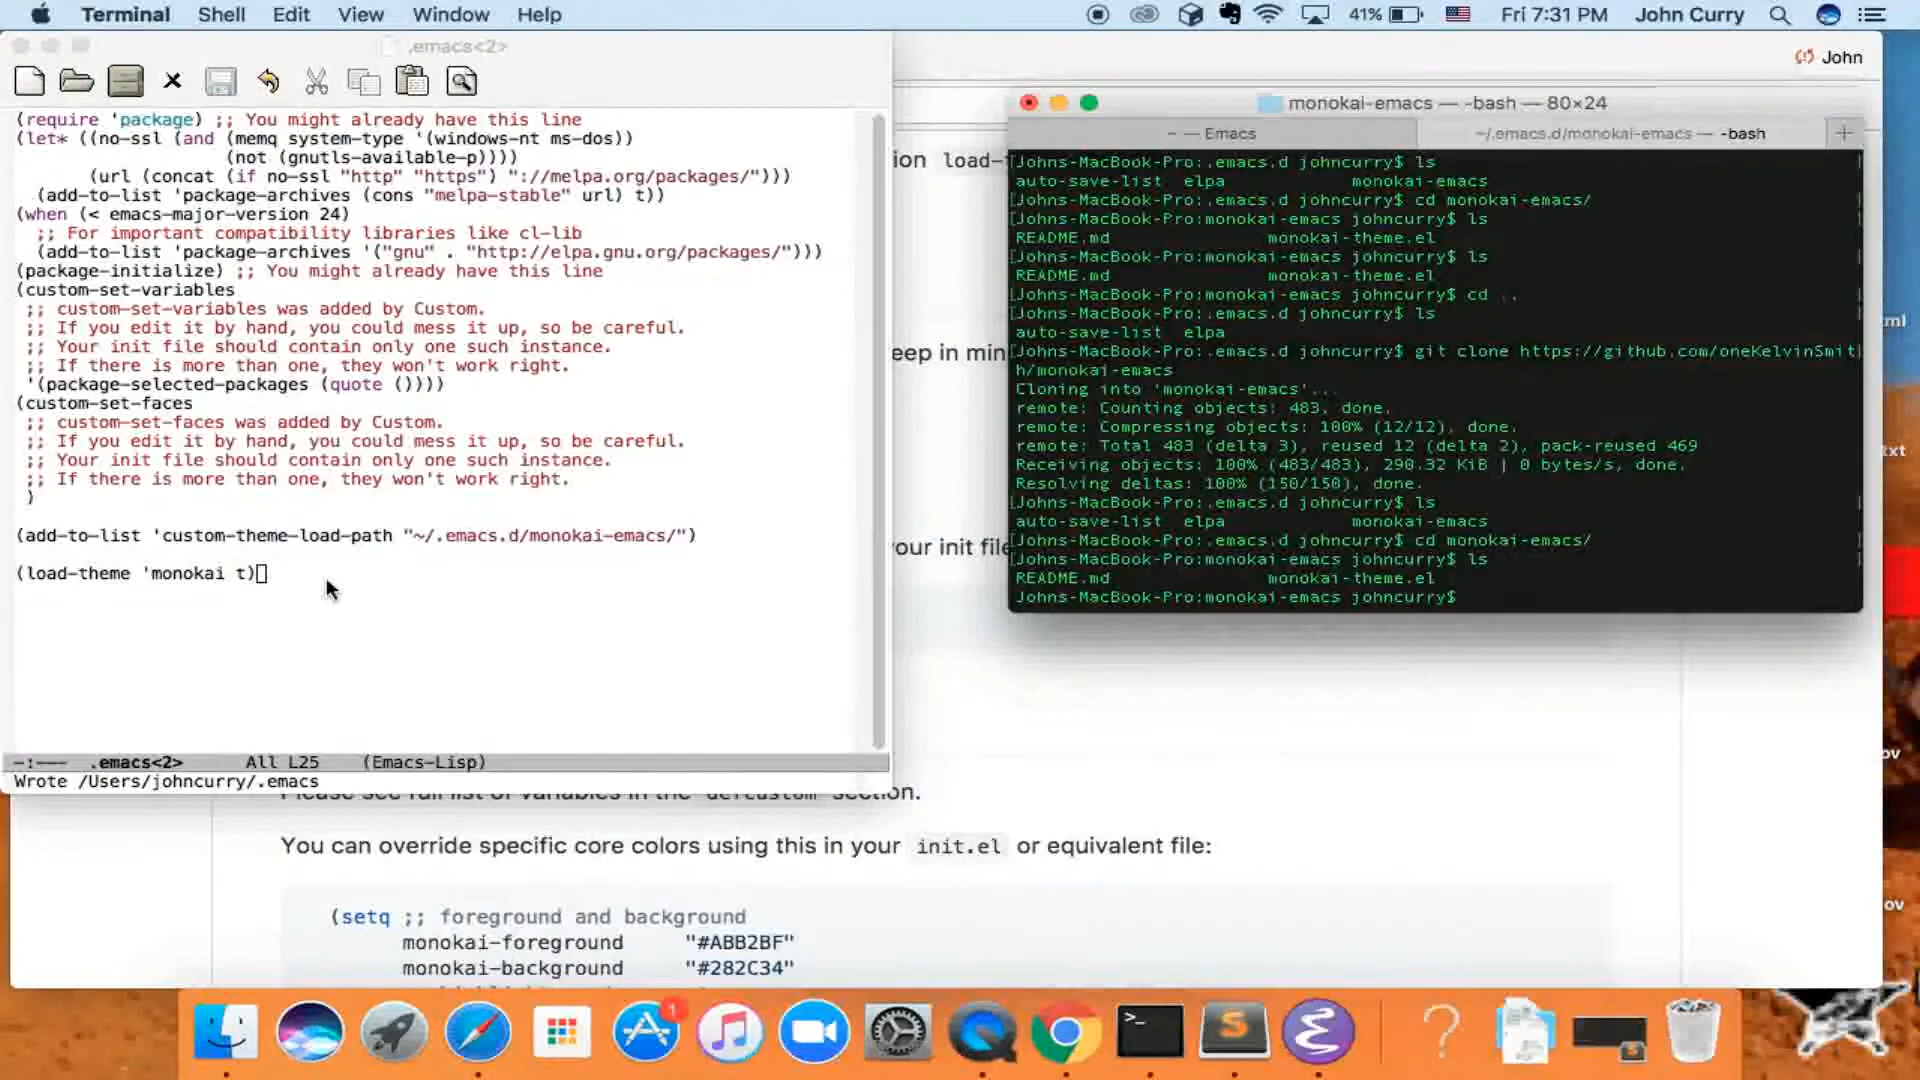 Terminal Shell Edit View Window Help 41% Fri 7:31 PM John Curry
.emacs<2>
(require 'package) ;; You might already have this line
(let* ((no-ssl (and (memq system-type '(windows-nt ms-dos))
(not (gnutls-available-p))))
(url (concat (if no-ssl "http" "https") "://melpa.org/packages/")))
(add-to-list 'package-archives (cons "melpa-stable" url) t))
(when (< emacs-major-version 24)
;; For important compatibility libraries like cl-lib
(add-to-list 'package-archives '("gnu" . "http://elpa.gnu.org/packages/")))
(package-initialize) ;; You might already have this line
(custom-set-variables
;; custom-set-variables was added by Custom.
;; If you edit it by hand, you could mess it up, so be careful.
;; Your init file should contain only one such instance.
;; If there is more than one, they won't work right.
'(package-selected-packages (quote ())))
(custom-set-faces
;; custom-set-faces was added by Custom.
;; If you edit it by hand, you could mess it up, so be careful.
;; Your init file should contain only one such instance.
;; If there is more than one, they won't work right.
)
(add-to-list 'custom-theme-load-path "~/.emacs.d/monokai-emacs/")
(load-theme 'monokai t)
-:--- .emacs<2> All L25 (Emacs-Lisp)
Wrote /Users/johncurry/.emacs
John
ion load-
eep in min
our init file
monokai-emacs — -bash — 80×24
~ — Emacs
~/.emacs.d/monokai-emacs — -bash
[Johns-MacBook-Pro:.emacs.d johncurry$ ls
auto-save-list elpa monokai-emacs
[Johns-MacBook-Pro:.emacs.d johncurry$ cd monokai-emacs/
[Johns-MacBook-Pro:monokai-emacs johncurry$ ls
README.md monokai-theme.el
[Johns-MacBook-Pro:monokai-emacs johncurry$ ls
README.md monokai-theme.el
[Johns-MacBook-Pro:monokai-emacs johncurry$ cd ..
[Johns-MacBook-Pro:.emacs.d johncurry$ ls
auto-save-list elpa
[Johns-MacBook-Pro:.emacs.d johncurry$ git clone https://github.com/oneKelvinSmit
h/monokai-emacs
Cloning into 'monokai-emacs'...
remote: Counting objects: 483, done.
remote: Compressing objects: 100% (12/12), done.
remote: Total 483 (delta 3), reused 12 (delta 2), pack-reused 469
Receiving objects: 100% (483/483), 290.32 KiB | 0 bytes/s, done.
Resolving deltas: 100% (150/150), done.
[Johns-MacBook-Pro:.emacs.d johncurry$ ls
auto-save-list elpa monokai-emacs
[Johns-MacBook-Pro:.emacs.d johncurry$ cd monokai-emacs/
[Johns-MacBook-Pro:monokai-emacs johncurry$ ls
README.md monokai-theme.el
Johns-MacBook-Pro:monokai-emacs johncurry$
ml
txt
ov
ov
Please see full list of variables in the defcustom section.
You can override specific core colors using this in your init.el or equivalent file:
(setq ;; foreground and background
monokai-foreground "#ABB2BF"
monokai-background "#282C34"
1